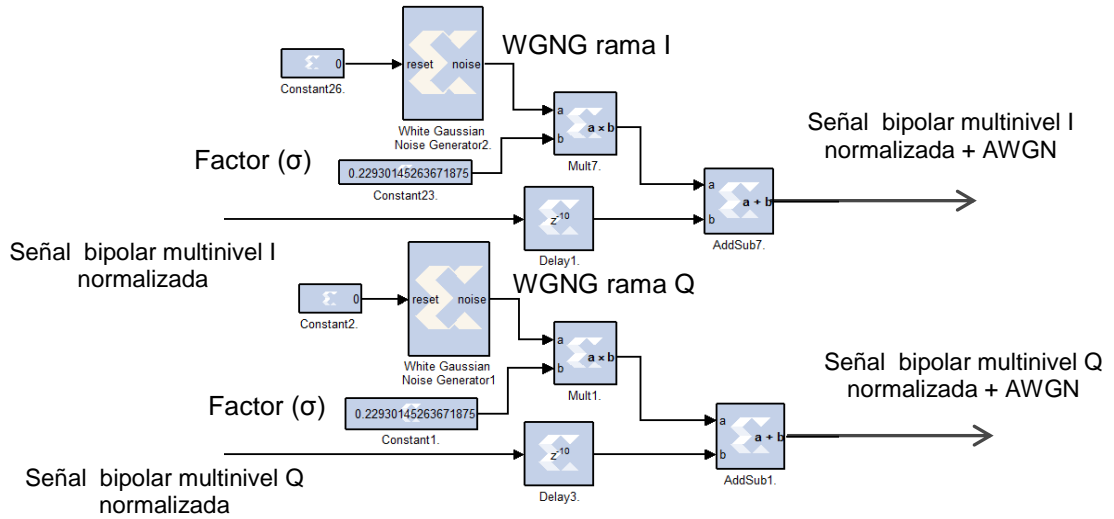 WGNG rama I
0
reset
noise
Constant26.
White Gaussian
Noise Generator2.
a
b
a × b
Mult7.
Factor (σ)
0.22930145263671875
Constant23.
Señal bipolar multinivel I
normalizada + AWGN
a
b
a + b
AddSub7.
z-10
Delay1.
Señal bipolar multinivel I
normalizada
WGNG rama Q
0
reset
noise
Constant2.
White Gaussian
Noise Generator1
a
b
a × b
Mult1.
Factor (σ)
0.22930145263671875
Constant1.
Señal bipolar multinivel Q
normalizada + AWGN
a
b
a + b
AddSub1.
z-10
Delay3.
Señal bipolar multinivel Q
normalizada